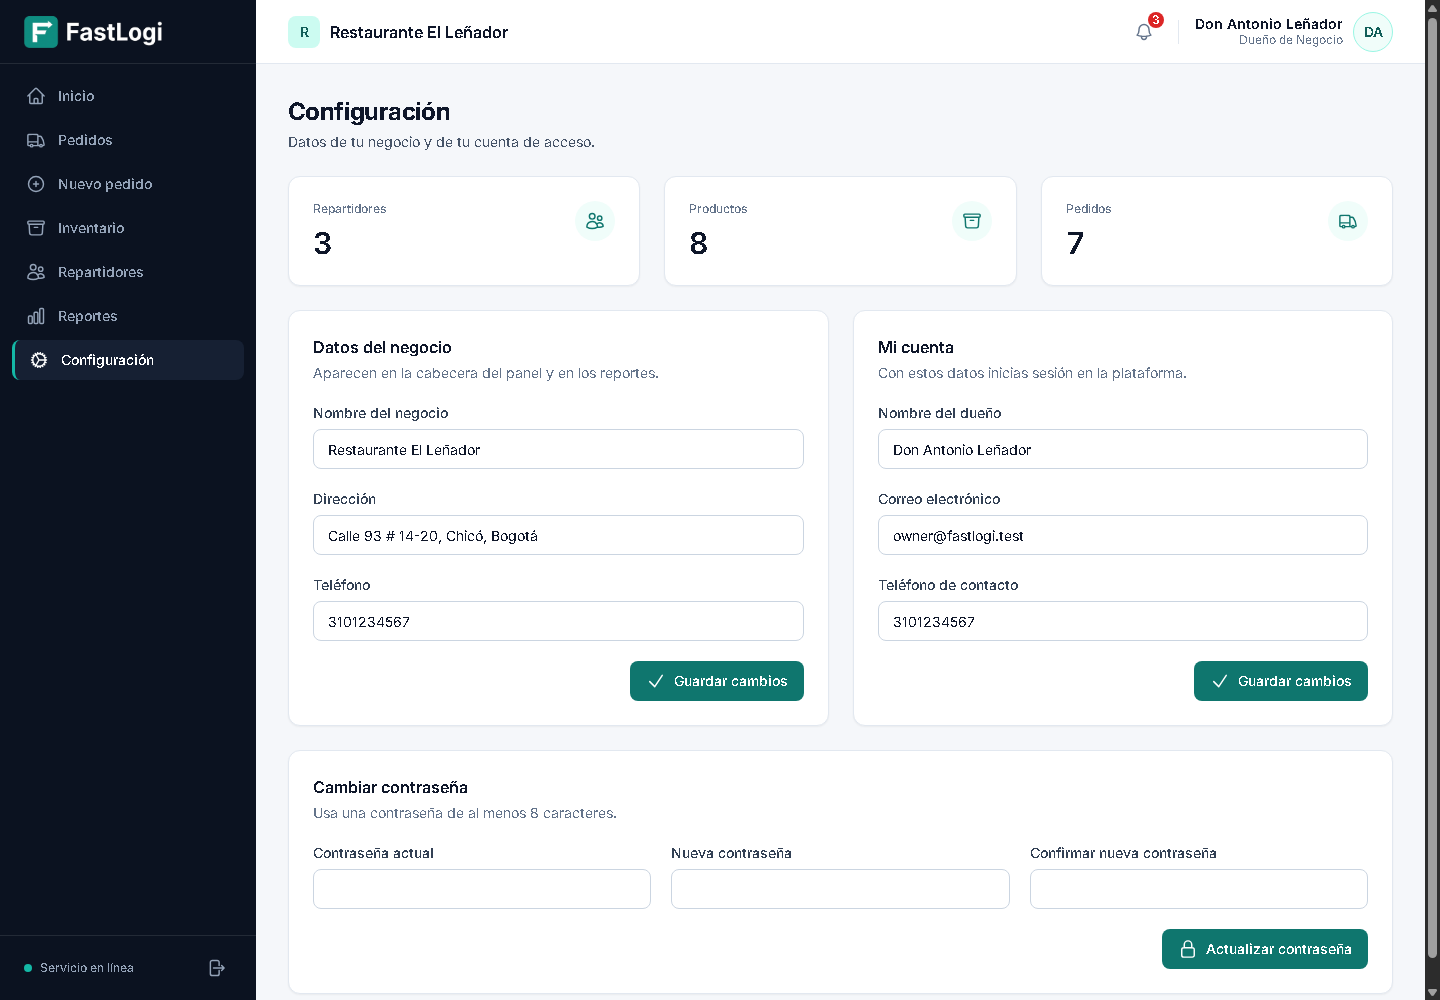 FastLogi
Inicio
Pedidos
Nuevo pedido
Inventario
Repartidores
Reportes
Configuración
Servicio en línea
R
Restaurante El Leñador
3
Don Antonio Leñador
Dueño de Negocio
DA
Configuración
Datos de tu negocio y de tu cuenta de acceso.
Repartidores
3
Productos
8
Pedidos
7
Datos del negocio
Aparecen en la cabecera del panel y en los reportes.
Nombre del negocio
Restaurante El Leñador
Dirección
Calle 93 # 14-20, Chicó, Bogotá
Teléfono
3101234567
Guardar cambios
Mi cuenta
Con estos datos inicias sesión en la plataforma.
Nombre del dueño
Don Antonio Leñador
Correo electrónico
owner@fastlogi.test
Teléfono de contacto
3101234567
Guardar cambios
Cambiar contraseña
Usa una contraseña de al menos 8 caracteres.
Contraseña actual
Nueva contraseña
Confirmar nueva contraseña
Actualizar contraseña